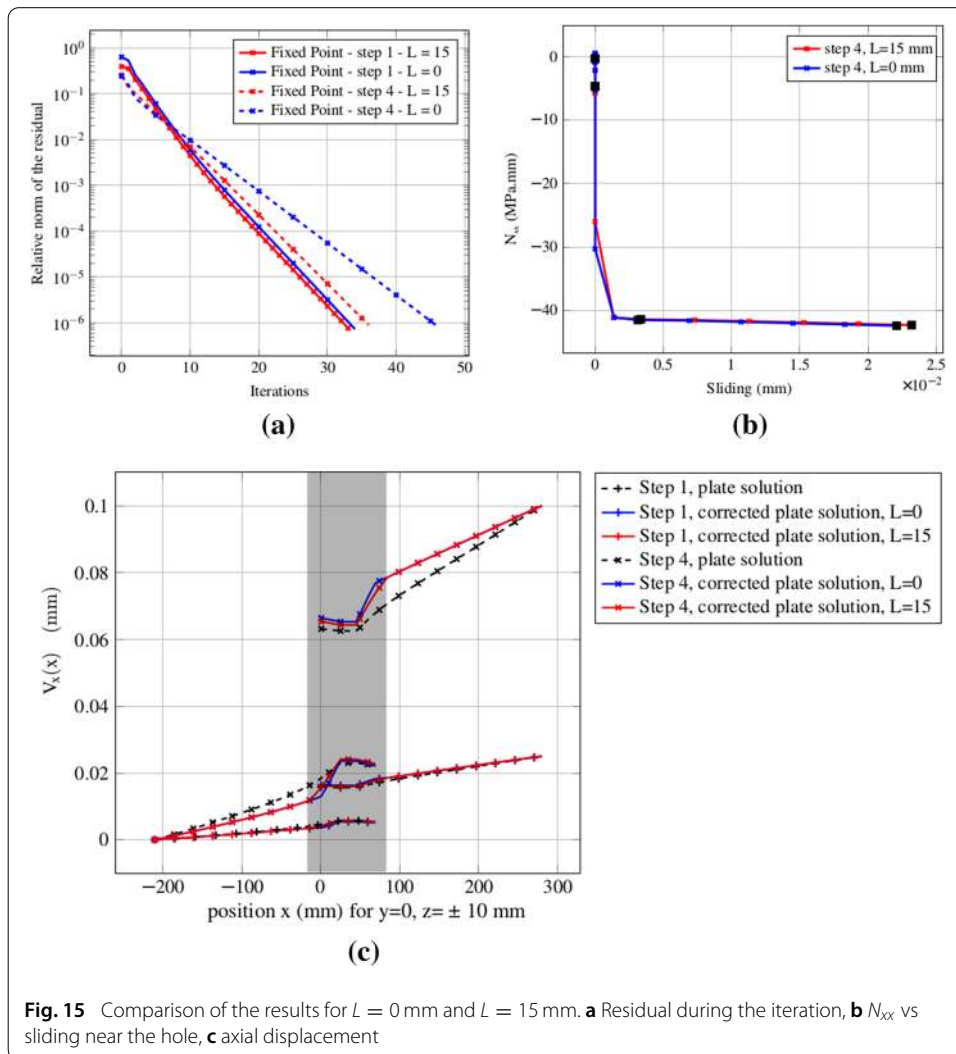 10^0
10^-1
10^-2
10^-3
10^-4
10^-5
10^-6
Relative norm of the residual
Fixed Point - step 1 - L = 15
Fixed Point - step 1 - L = 0
Fixed Point - step 4 - L = 15
Fixed Point - step 4 - L = 0
0 10 20 30 40 50
Iterations
(a)
0
−10
−20
−30
−40
N_xx (MPa.mm)
step 4, L=15 mm
step 4, L=0 mm
0 0.5 1 1.5 2 2.5
×10^-2
Sliding (mm)
(b)
0.1
0.08
0.06
0.04
0.02
0
V_x(x) (mm)
−200 −100 0 100 200 300
position x (mm) for y=0, z= ± 10 mm
Step 1, plate solution
Step 1, corrected plate solution, L=0
Step 1, corrected plate solution, L=15
Step 4, plate solution
Step 4, corrected plate solution, L=0
Step 4, corrected plate solution, L=15
(c)
Fig. 15 Comparison of the results for L = 0 mm and L = 15 mm. a Residual during the iteration, b N_xx vs
sliding near the hole, c axial displacement